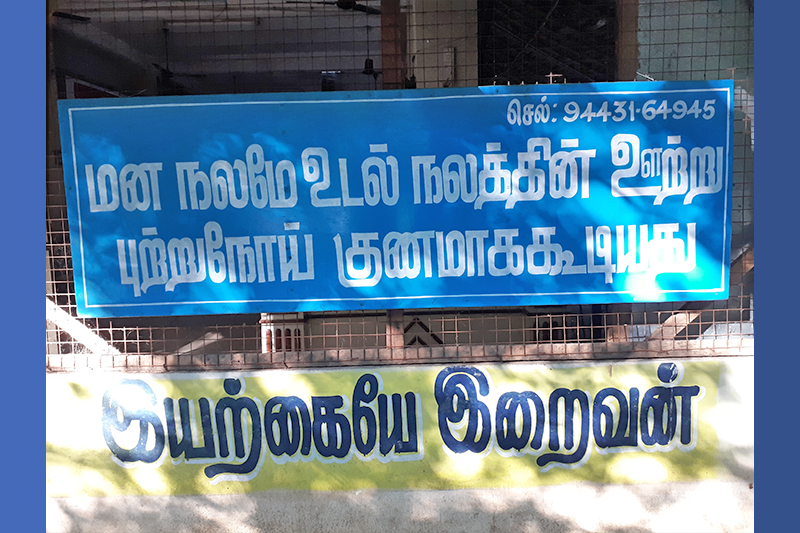 செல்: 94431-64945
மன நலமே உடல் நலத்தின் ஊற்று
புற்றுநோய் குணமாககூடியது
இயற்கையே இறைவன்